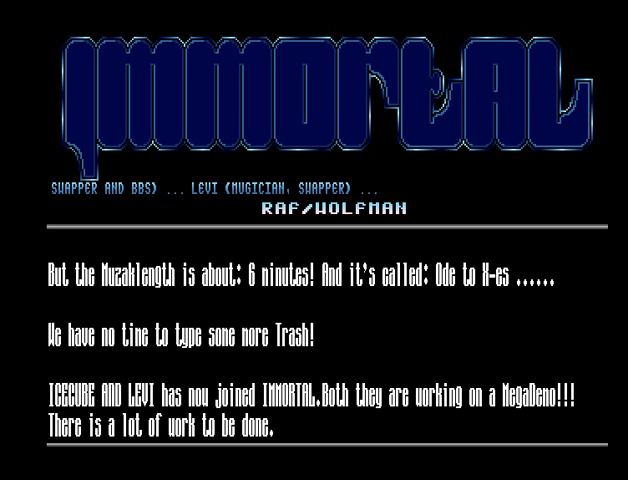 IMMORTAL
SWAPPER AND BBS) ... LEVI (MUGICIAN, SWAPPER) ...
RAF/WOLFMAN
But the Muzaklength is about: 6 minutes! And it's called: Ode to X-es ......
We have no time to type some more Trash!
ICECUBE AND LEVI has now joined IMMORTAL.Both they are working on a MegaDemo!!!
There is a lot of work to be done.